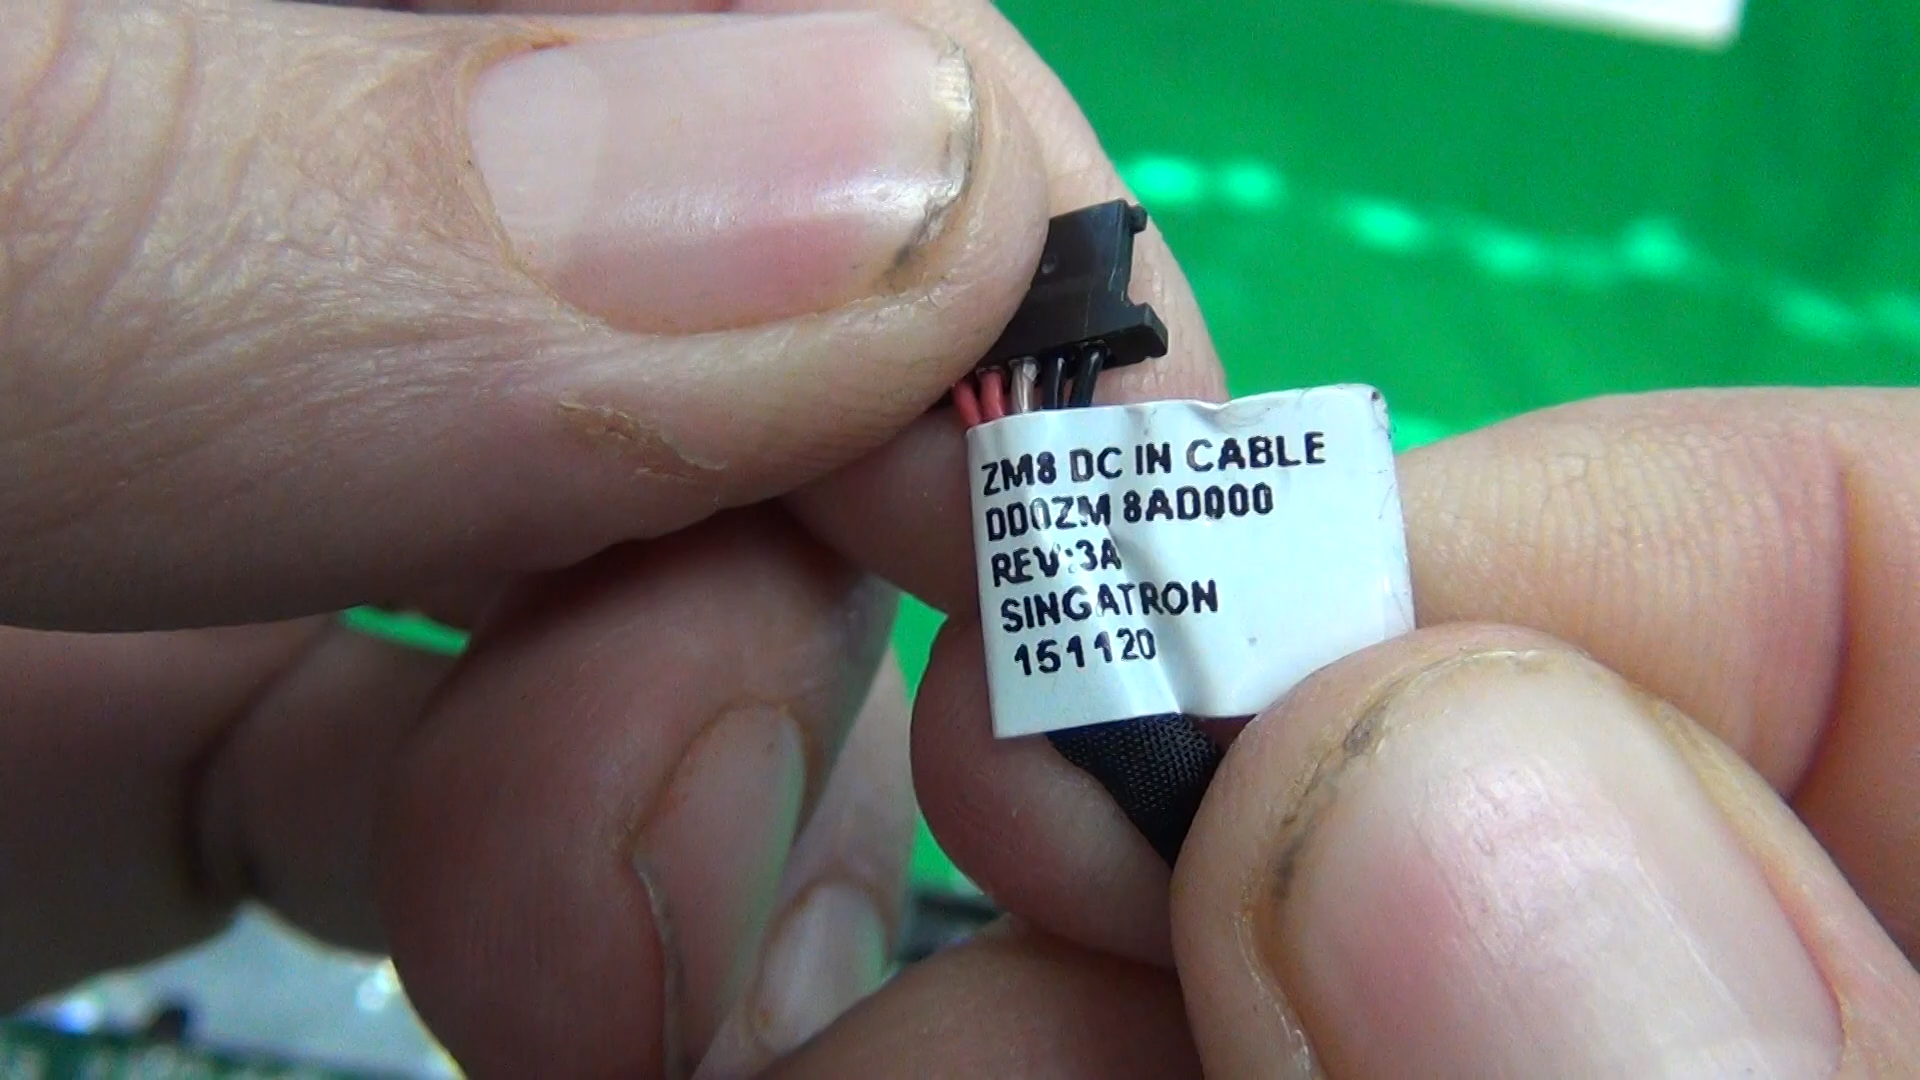 ZM8 DC IN CABLE
DD0ZM 8AD000
REV:3A
SINGATRON
151120